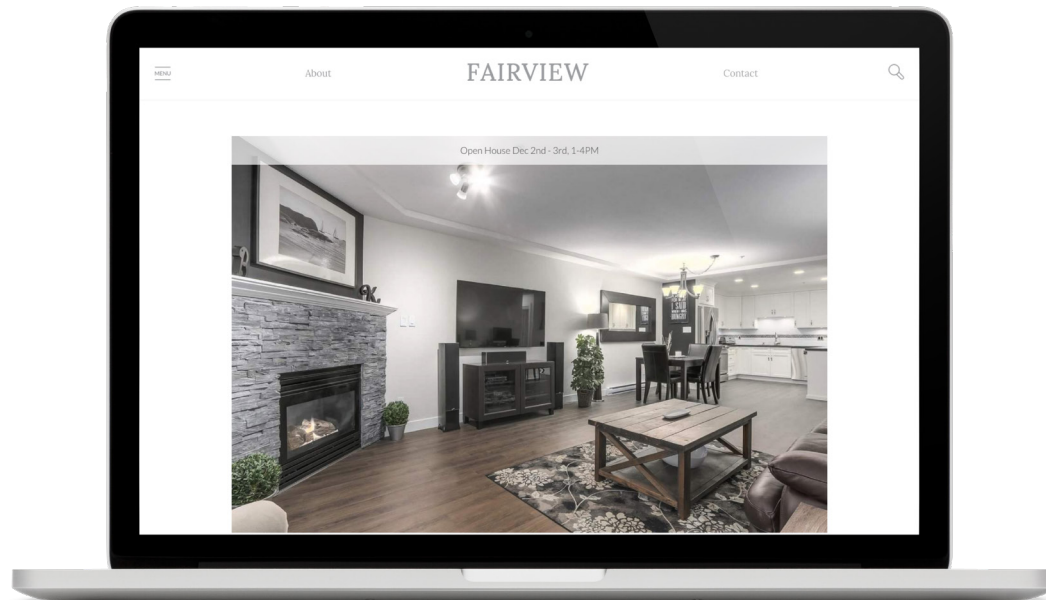 MENU
About
FAIRVIEW
Contact
Open House Dec 2nd - 3rd, 1-4PM
K.